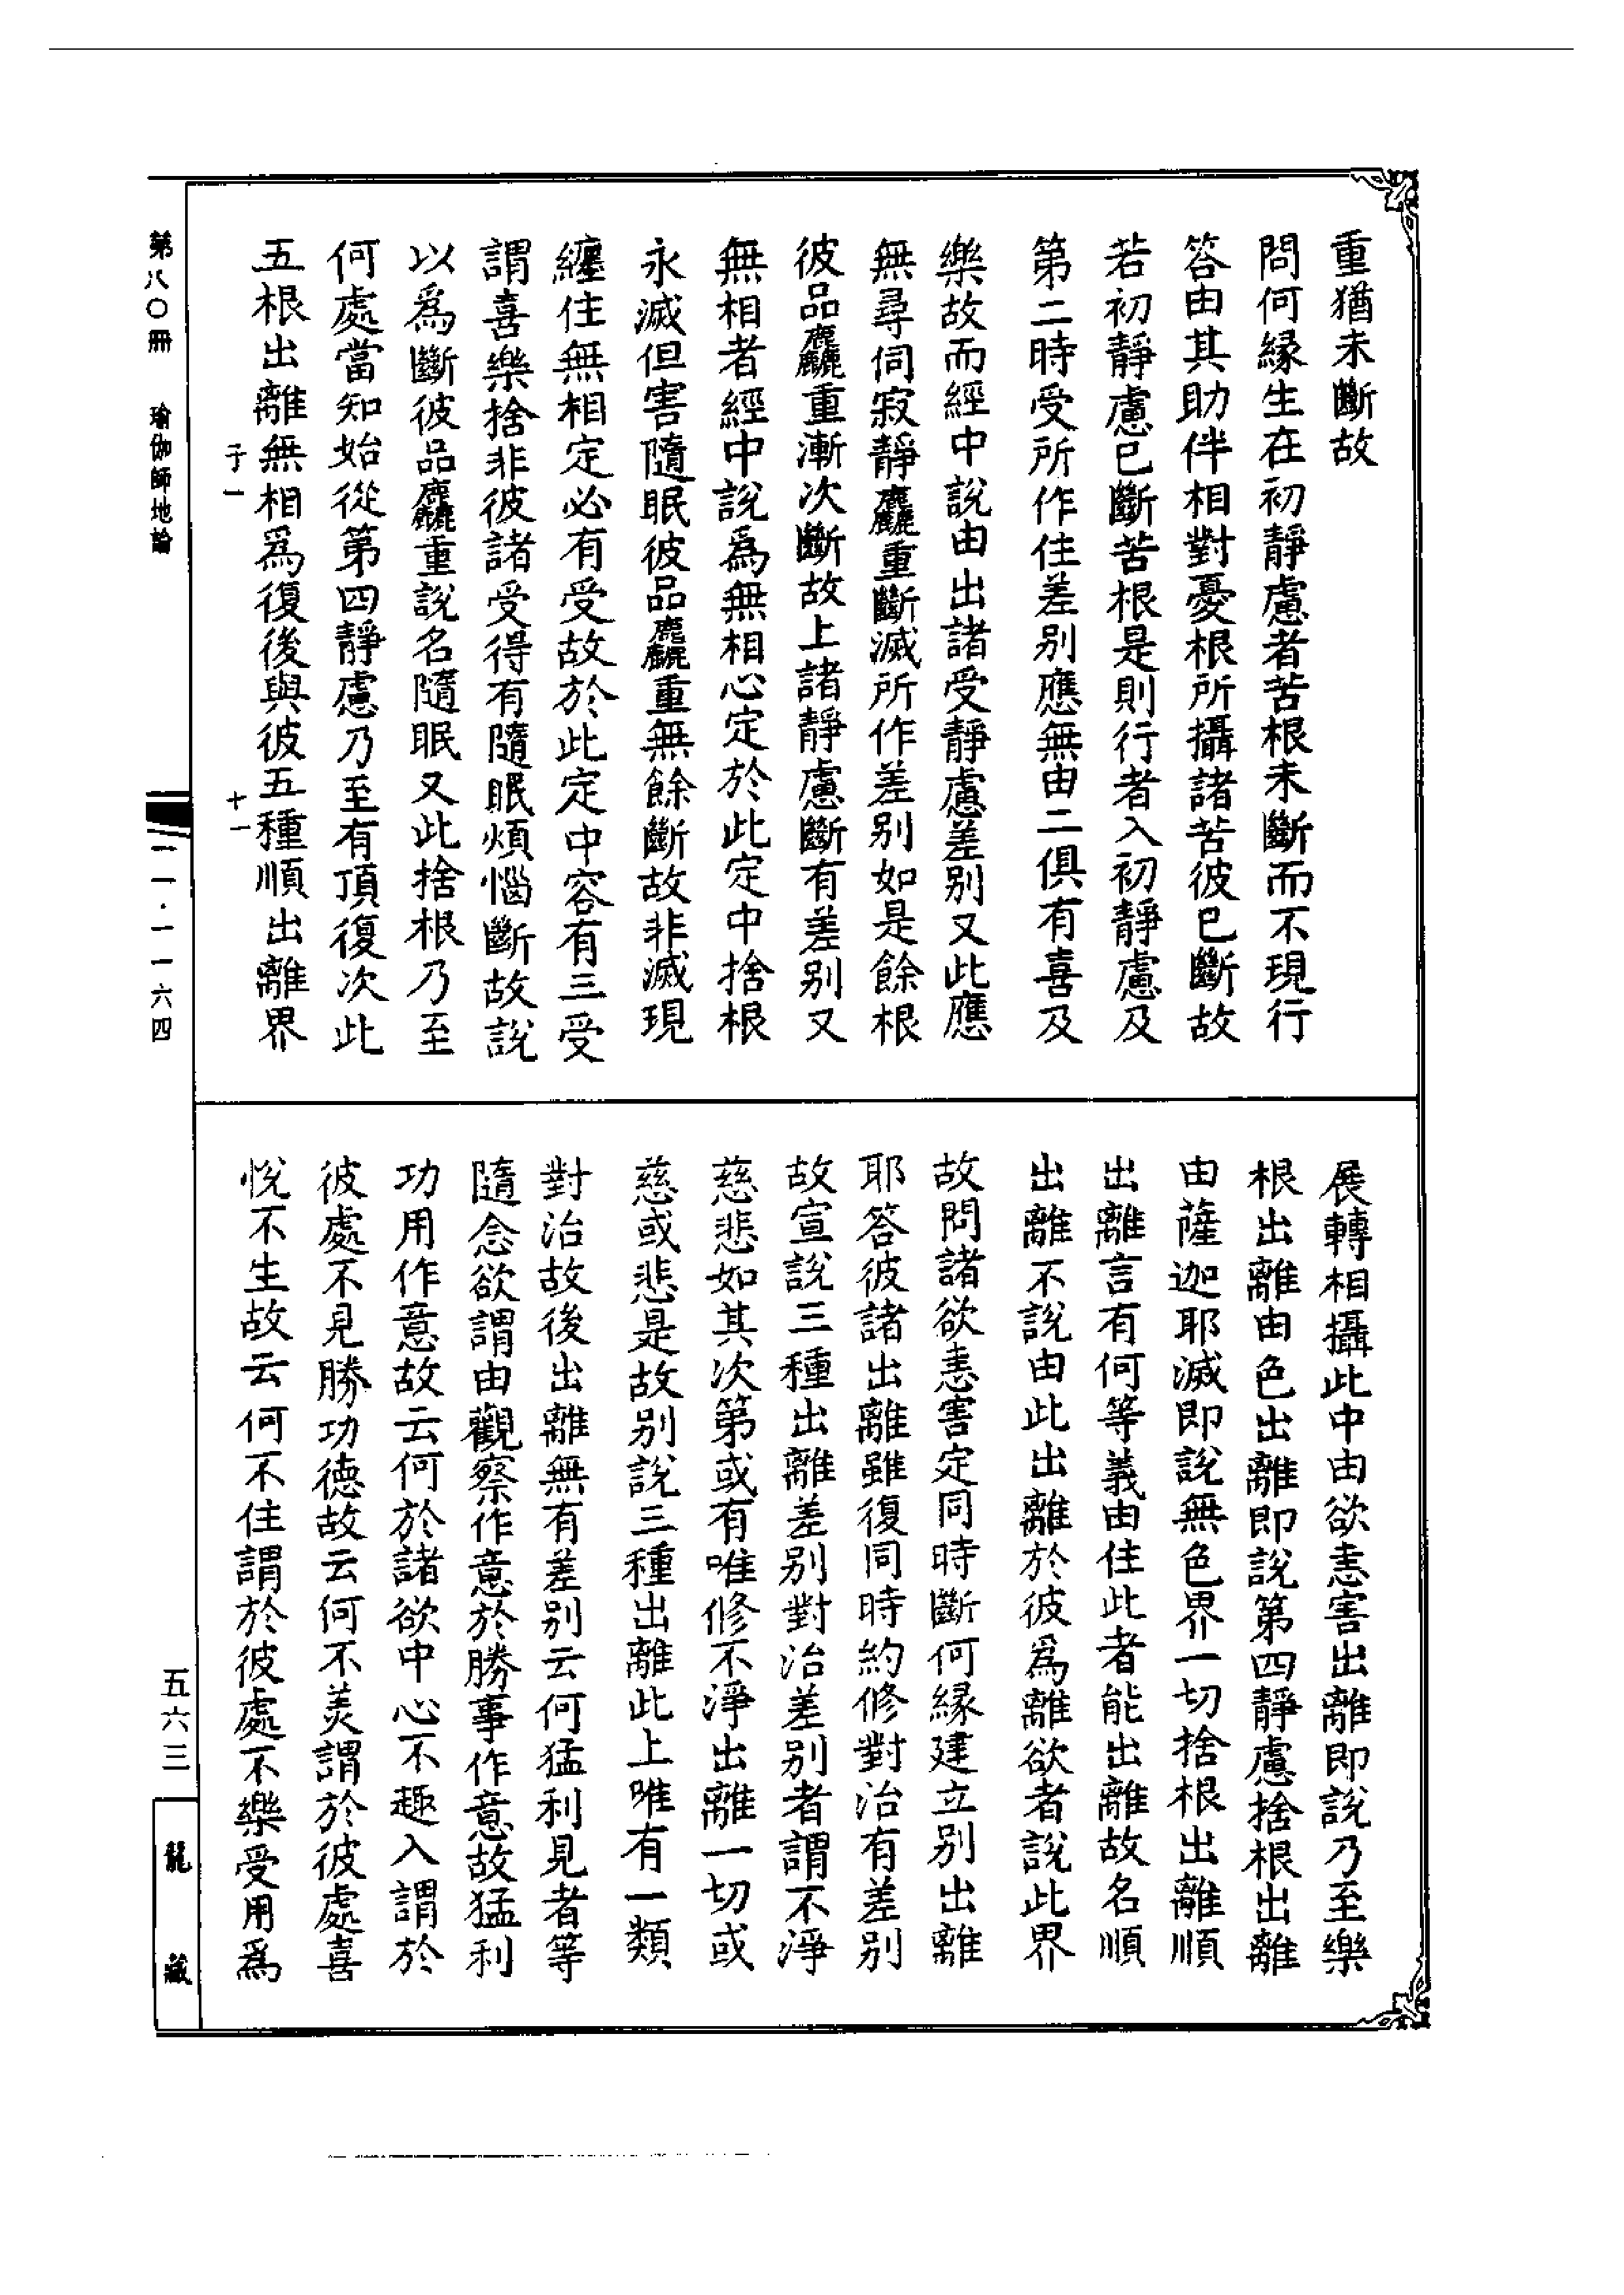 重猶未斷故
問何緣生在初靜慮者苦根未斷而不現行
答由其助伴相對憂根所攝諸苦彼已斷故
若初靜慮已斷苦根是則行者入初靜慮及
第二時受所作住差別應無由二俱有喜及
樂故而經中說由出諸受靜慮差別又此應
無尋伺寂靜麤重斷滅所作差別如是餘根
彼品麤重漸次斷故上諸靜慮斷有差別又
無相者經中說爲無相心定於此定中捨根
永滅但害隨眠彼品麤重無餘斷故非滅現
纏住無相定必有受故於此定中容有三受
謂喜樂捨非彼諸受得有隨眠煩惱斷故說
以爲斷彼品麤重說名隨眠又此捨根乃至
何處當知始從第四靜慮乃至有頂復次此
五根出離無相爲復後與彼五種順出離界
展轉相攝此中由欲恚害出離即說乃至樂
根出離由色出離即說第四靜慮捨根出離
由薩迦耶滅即說無色界一切捨根出離順
出離言有何等義由住此者能出離故名順
出離不說由此出離於彼爲離欲者說此界
故問諸欲恚害定同時斷何緣建立別出離
耶答彼諸出離雖復同時約修對治有差別
故宣說三種出離差別對治差別者謂不淨
慈悲如其次第或有唯修不淨出離一切或
慈或悲是故別說三種出離此上唯有一類
對治故後出離無有差別云何猛利見者等
隨念欲謂由觀察作意於勝事作意故猛利
功用作意故云何於諸欲中心不趣入謂於
彼處不見勝功德故云何不美謂於彼處喜
悅不生故云何不住謂於彼處不樂受用爲
子一
十一
第八〇冊 瑜伽師地論
一一·一一六四
五六三
龍藏